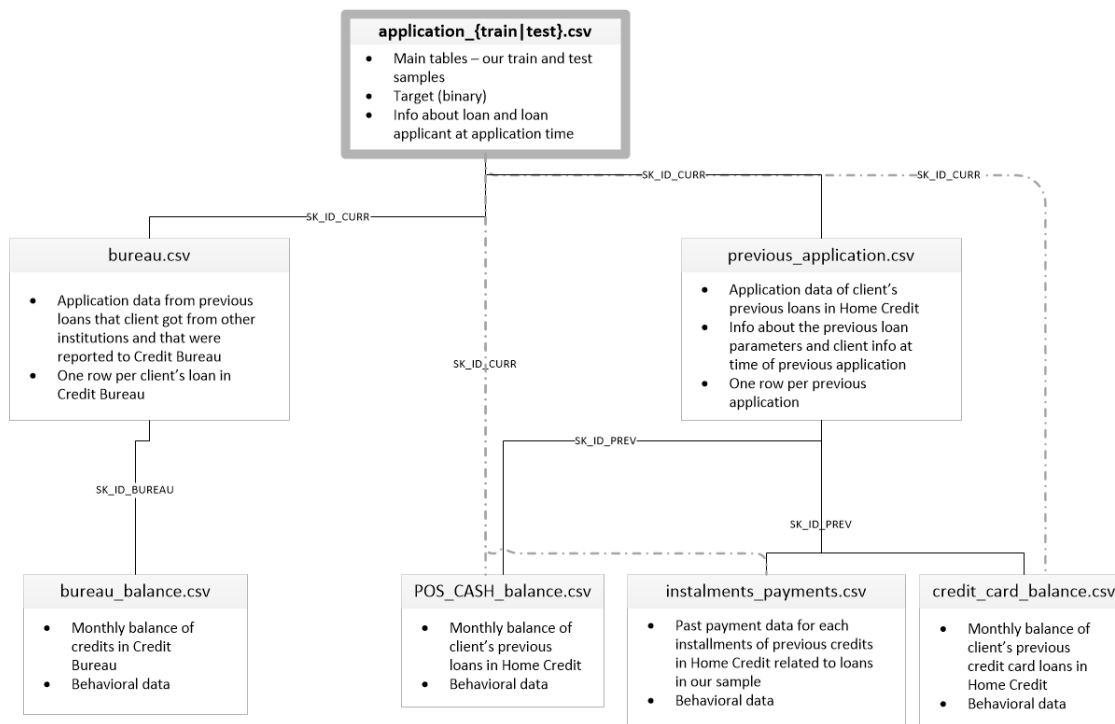 application_{train|test}.csv
• Main tables – our train and test
samples
• Target (binary)
• Info about loan and loan
applicant at application time
SK_ID_CURR
SK_ID_CURR
SK_ID_CURR
bureau.csv
• Application data from previous
loans that client got from other
institutions and that were
reported to Credit Bureau
• One row per client's loan in
Credit Bureau
previous_application.csv
• Application data of client's
previous loans in Home Credit
• Info about the previous loan
parameters and client info at
time of previous application
• One row per previous
application
SK_ID_CURR
SK_ID_PREV
SK_ID_BUREAU
SK_ID_PREV
bureau_balance.csv
• Monthly balance of
credits in Credit
Bureau
• Behavioral data
POS_CASH_balance.csv
• Monthly balance of
client's previous
loans in Home Credit
• Behavioral data
instalments_payments.csv
• Past payment data for each
installments of previous credits
in Home Credit related to loans
in our sample
• Behavioral data
credit_card_balance.csv
• Monthly balance of
client's previous
credit card loans in
Home Credit
• Behavioral data